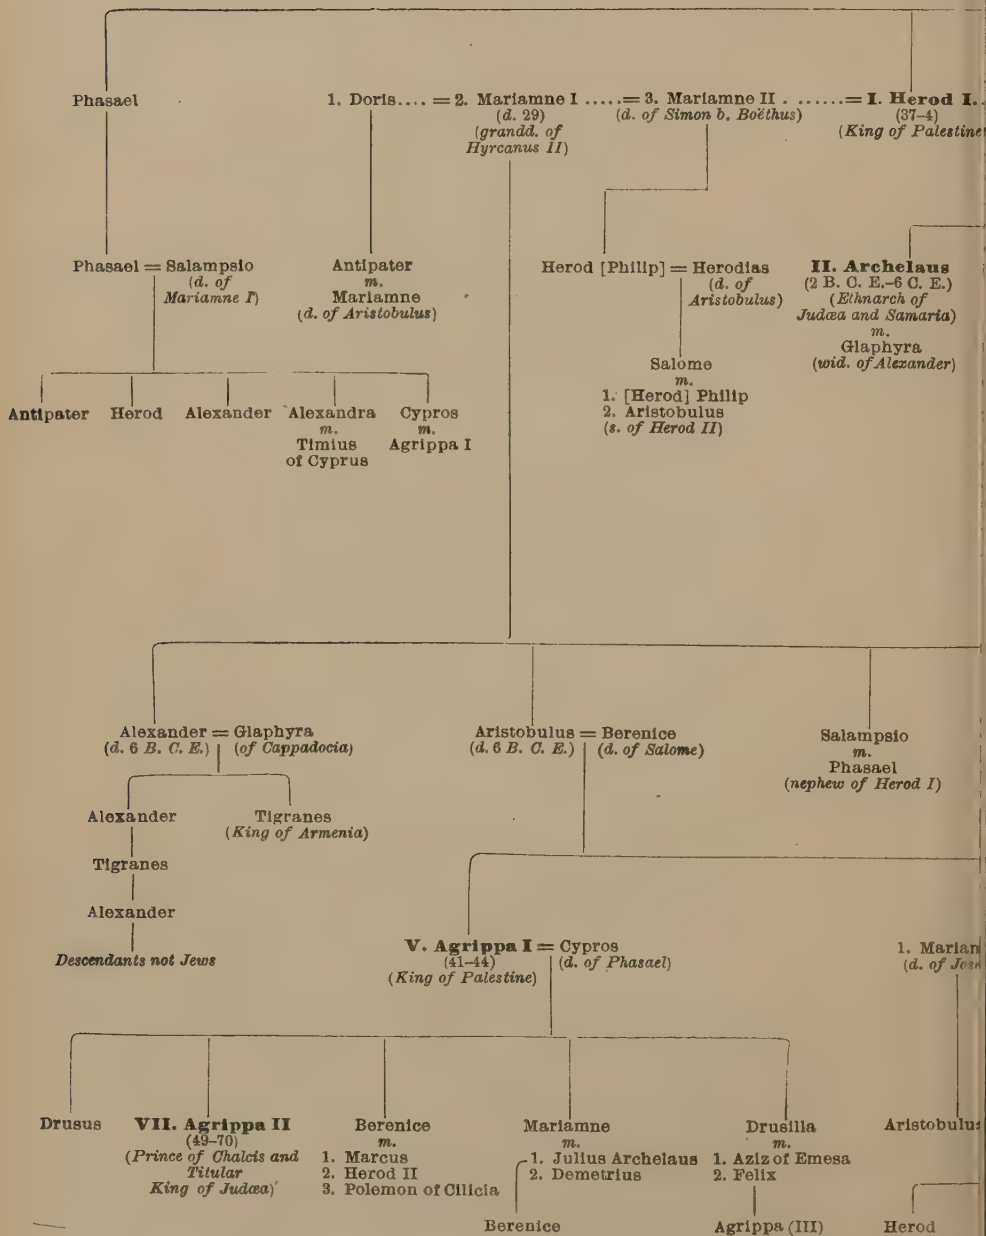 Phasael
1. Doris.... = 2. Mariamne I .....= 3. Mariamne II . ......= I. Herod I..
(d. 29)
(grandd. of
Hyrcanus II)
(d. of Simon b. Boëthus)
(37–4)
(King of Palestine
Phasael = Salampsio
(d. of
Mariamne I)
Antipater
m.
Mariamne
(d. of Aristobulus)
Herod [Philip] = Herodias
(d. of
Aristobulus)
II. Archelaus
(2 B. C. E.–6 C. E.)
(Ethnarch of
Judæa and Samaria)
m.
Glaphyra
(wid. of Alexander)
Salome
m.
1. [Herod] Philip
2. Aristobulus
(s. of Herod II)
Antipater
Herod
Alexander
Alexandra
m.
Timius
of Cyprus
Cypros
m.
Agrippa I
Alexander = Glaphyra
(d. 6 B. C. E.)
(of Cappadocia)
Aristobulus = Berenice
(d. 6 B. C. E.)
(d. of Salome)
Salampsio
m.
Phasael
(nephew of Herod I)
Alexander
Tigranes
(King of Armenia)
Tigranes
Alexander
Descendants not Jews
V. Agrippa I = Cypros
(41–44)
(King of Palestine)
(d. of Phasael)
1. Marian
(d. of Jos
Drusus
VII. Agrippa II
(49–70)
(Prince of Chalcis and
Titular
King of Judæa)
Berenice
m.
1. Marcus
2. Herod II
3. Polemon of Cilicia
Mariamne
m.
1. Julius Archelaus
2. Demetrius
Drusilla
m.
1. Aziz of Emesa
2. Felix
Aristobulus
Berenice
Agrippa (III)
Herod